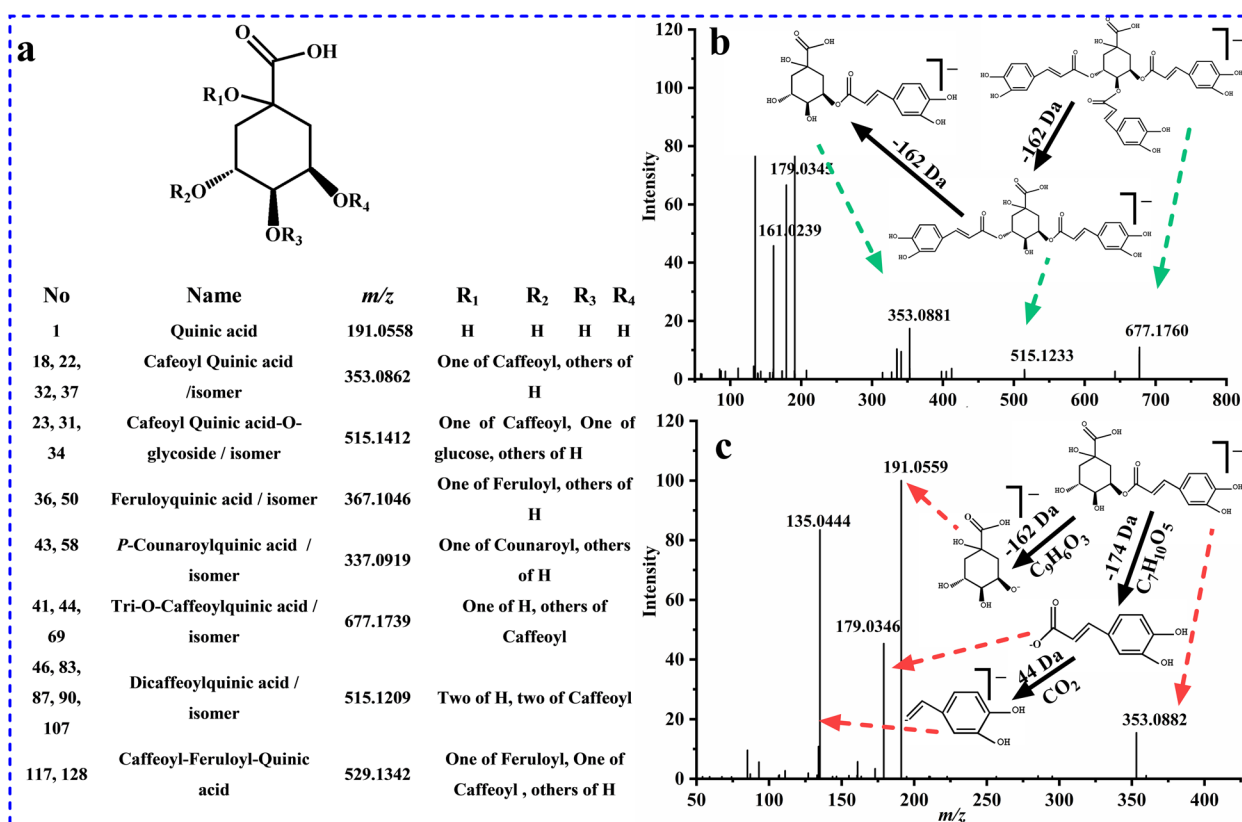 a
O
OH
R1O
R2O
OR3
OR4
No Name m/z R1 R2 R3 R4
1 Quinic acid 191.0558 H H H H
18, 22,
32, 37
Cafeoyl Quinic acid
/isomer
353.0862
One of Caffeoyl, others of
H
23, 31,
34
Cafeoyl Quinic acid-O-
glycoside / isomer
515.1412
One of Caffeoyl, One of
glucose, others of H
36, 50
Feruloyquinic acid / isomer
367.1046
One of Feruloyl, others of
H
43, 58
P-Counaroylquinic acid /
isomer
337.0919
One of Counaroyl, others
of H
41, 44,
69
Tri-O-Caffeoylquinic acid /
isomer
677.1739
One of H, others of
Caffeoyl
46, 83,
87, 90,
107
Dicaffeoylquinic acid /
isomer
515.1209
Two of H, two of Caffeoyl
117, 128
Caffeoyl-Feruloyl-Quinic
acid
529.1342
One of Feruloyl, One of
Caffeoyl , others of H
b
Intensity
120
100
80
60
40
20
0
50 100 200 300 400 500 600 700 800
179.0345
161.0239
353.0881
515.1233
677.1760
-162 Da
-162 Da
c
Intensity
120
100
80
60
40
20
0
50 100 150 200 250 300 350 400
m/z
191.0559
135.0444
179.0346
353.0882
-162 Da
C9H6O3
-174 Da
C7H10O5
44 Da
CO2